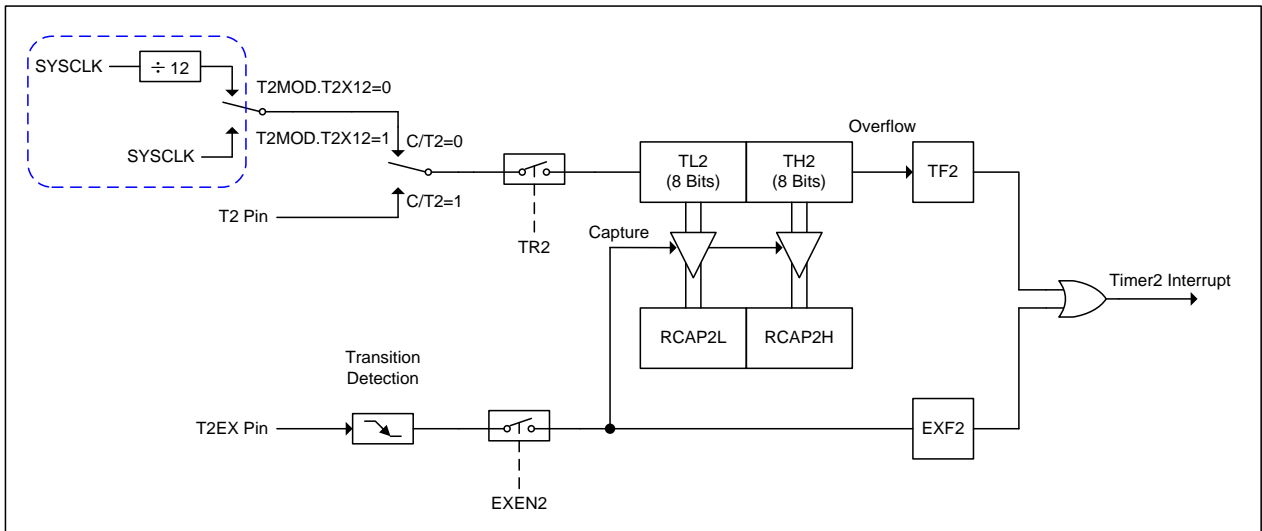 SYSCLK
÷ 12
T2MOD.T2X12=0
T2MOD.T2X12=1
SYSCLK
C/T2=0
C/T2=1
T2 Pin
TR2
TL2
(8 Bits)
TH2
(8 Bits)
Overflow
TF2
Capture
RCAP2L
RCAP2H
Timer2 Interrupt
Transition
Detection
T2EX Pin
EXEN2
EXF2